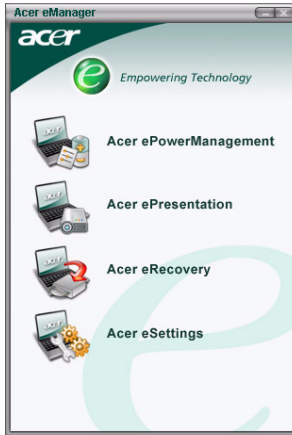 Acer eManager
acer
e
Empowering Technology
Acer ePowerManagement
Acer ePresentation
Acer eRecovery
Acer eSettings